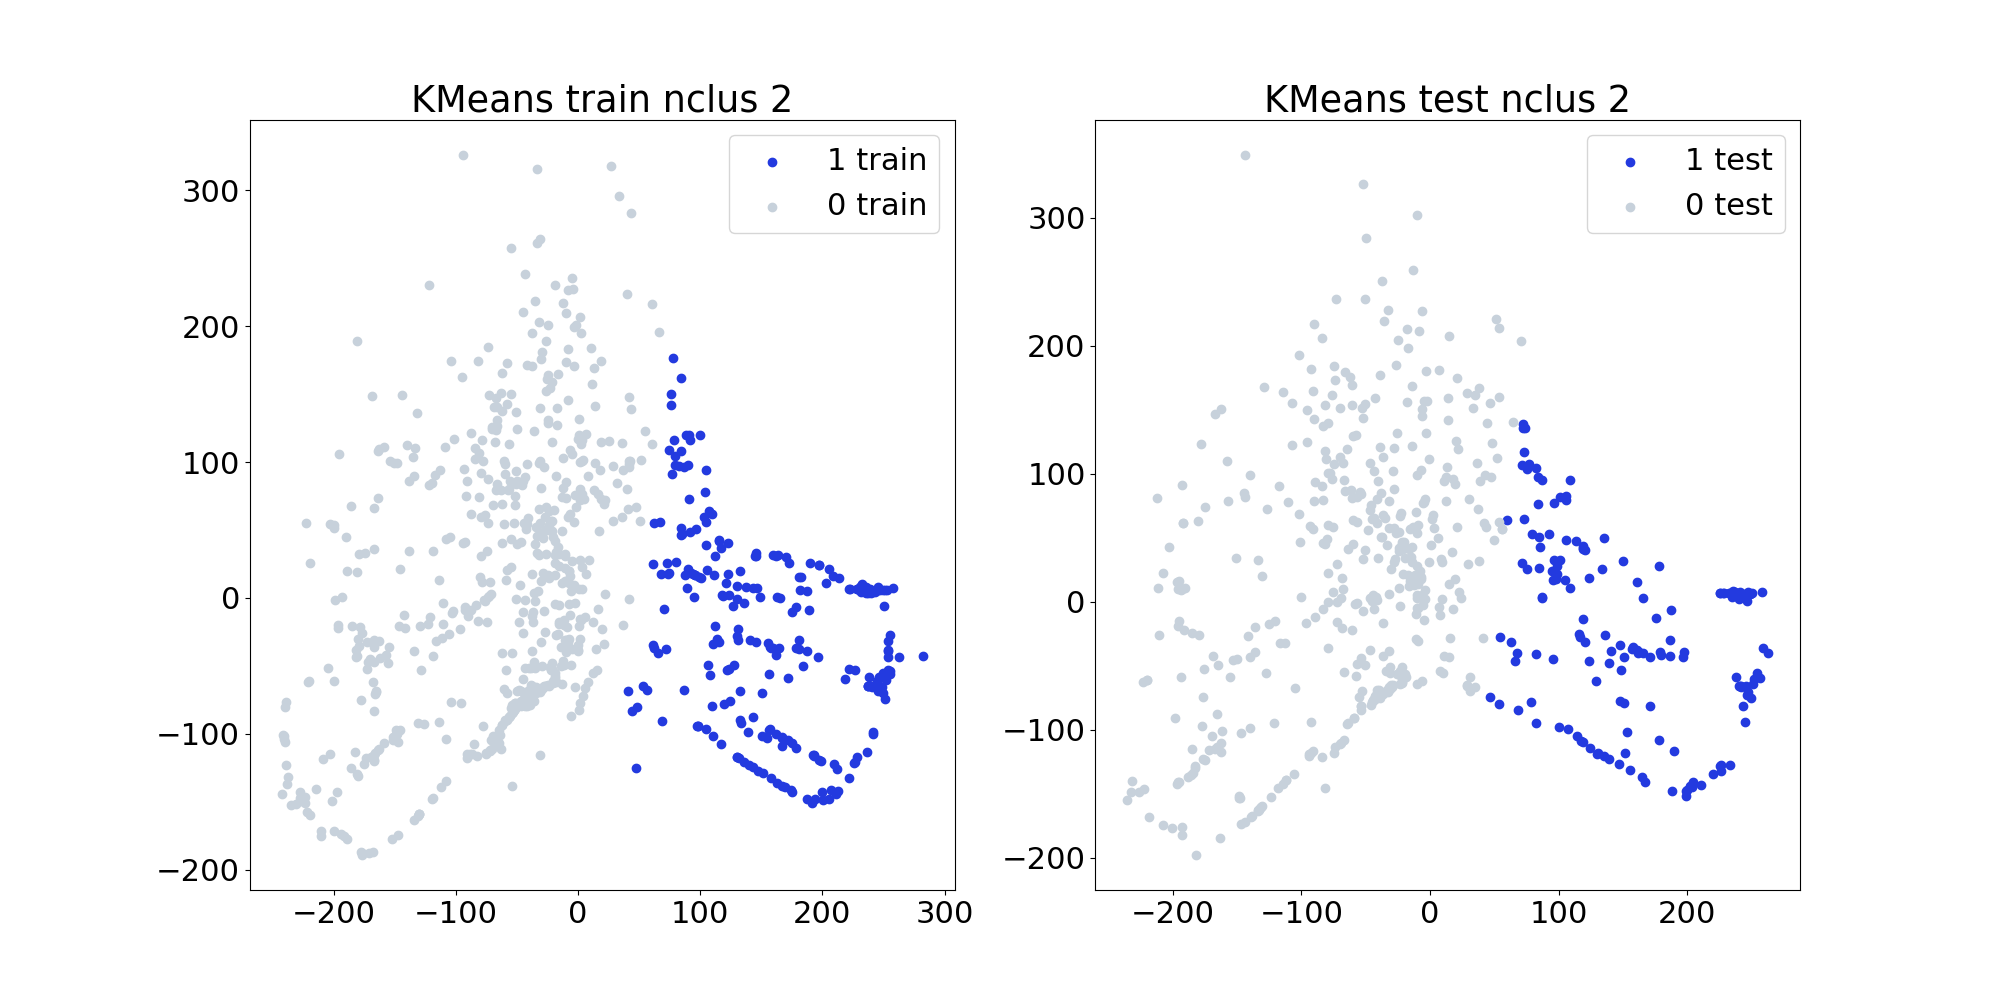 KMeans train nclus 2
1 train
0 train
300
200
100
0
−100
−200
−200 −100 0 100 200 300
KMeans test nclus 2
1 test
0 test
300
200
100
0
−100
−200
−200 −100 0 100 200